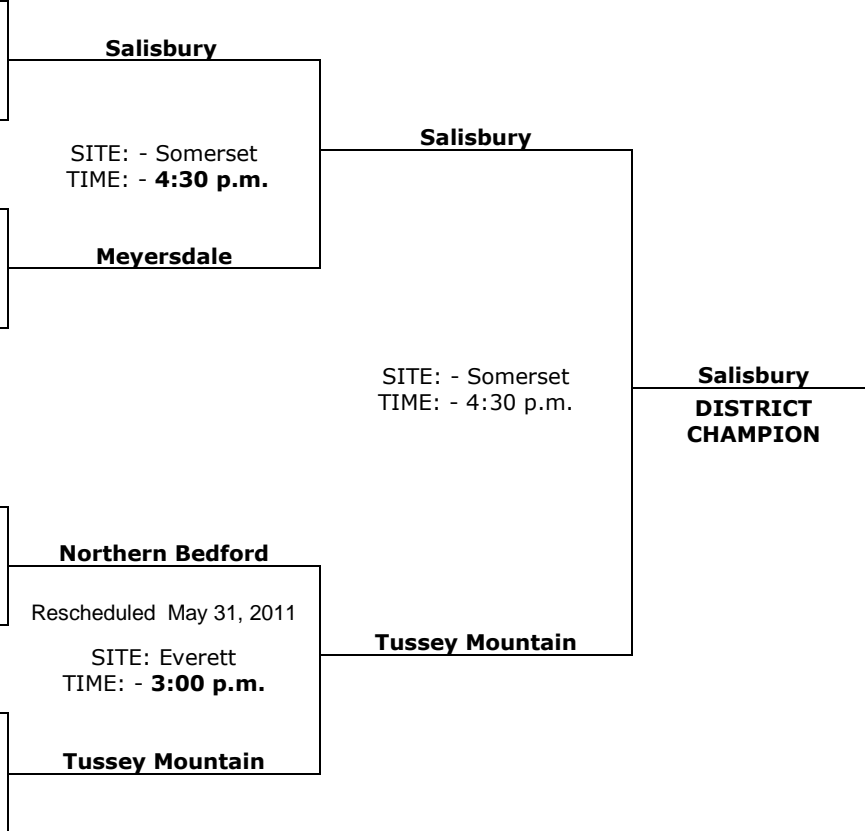 Salisbury
SITE: - Somerset
TIME: - 4:30 p.m.
Meyersdale
Salisbury
SITE: - Somerset
TIME: - 4:30 p.m.
Salisbury
DISTRICT
CHAMPION
Northern Bedford
Rescheduled May 31, 2011
SITE: Everett
TIME: - 3:00 p.m.
Tussey Mountain
Tussey Mountain